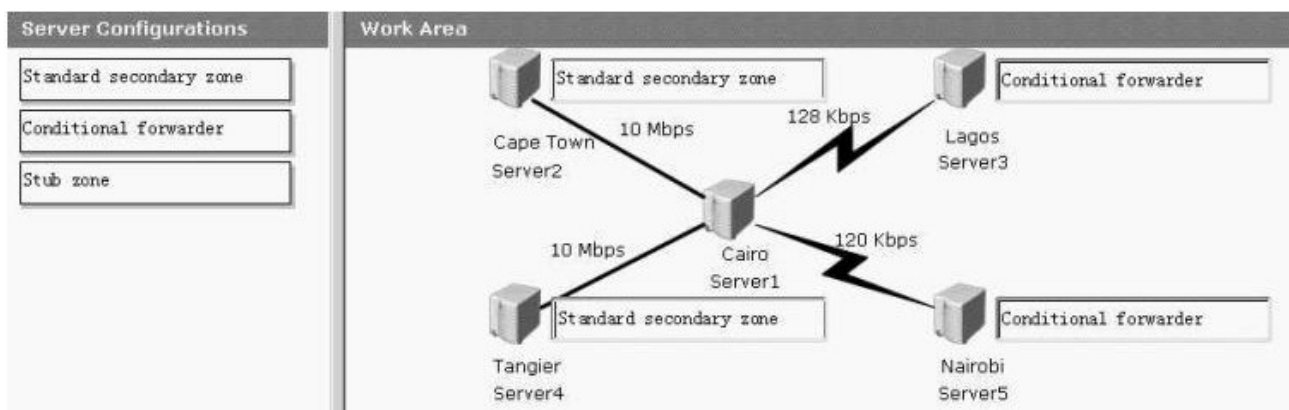 Server Configurations
Standard secondary zone
Conditional forwarder
Stub zone
Work Area
Standard secondary zone
Cape Town
Server2
10 Mbps
128 Kbps
Conditional forwarder
Lagos
Server3
Cairo
Server1
10 Mbps
120 Kbps
Standard secondary zone
Tangier
Server4
Conditional forwarder
Nairobi
Server5